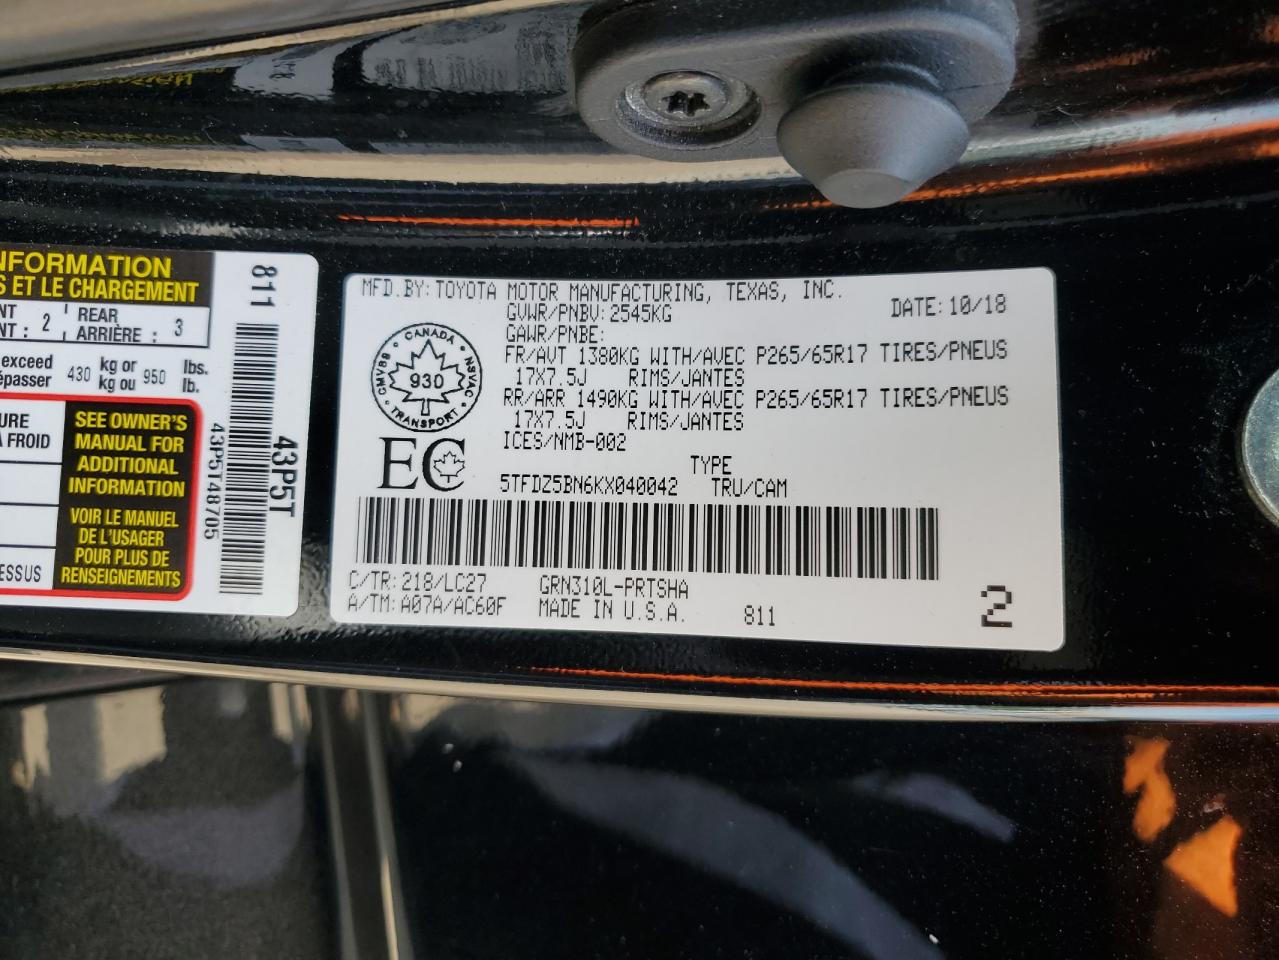 NFORMATION
S ET LE CHARGEMENT
NT : 2
REAR
ARRIÈRE : 3
exceed
épasser
430
kg or
kg ou
950
lbs.
lb.
URE
À FROID
ESSUS
SEE OWNER'S
MANUAL FOR
ADDITIONAL
INFORMATION
VOIR LE MANUEL
DE L'USAGER
POUR PLUS DE
RENSEIGNEMENTS
811
43P5T
43P5T48705
MFD.BY: TOYOTA MOTOR MANUFACTURING, TEXAS, INC.
GVWR/PNBV: 2545KG
DATE: 10/18
GAWR/PNBE:
FR/AVT 1380KG WITH/AVEC P265/65R17 TIRES/PNEUS
17X7.5J RIMS/JANTES
RR/ARR 1490KG WITH/AVEC P265/65R17 TIRES/PNEUS
17X7.5J RIMS/JANTES
ICES/NMB-002
CANADA
CMVSS
930
NSVAC
TRANSPORT
EC
TYPE
5TFDZ5BN6KX040042 TRU/CAM
C/TR: 218/LC27 GRN310L-PRTSHA
A/TM: A07A/AC60F MADE IN U.S.A. 811
2